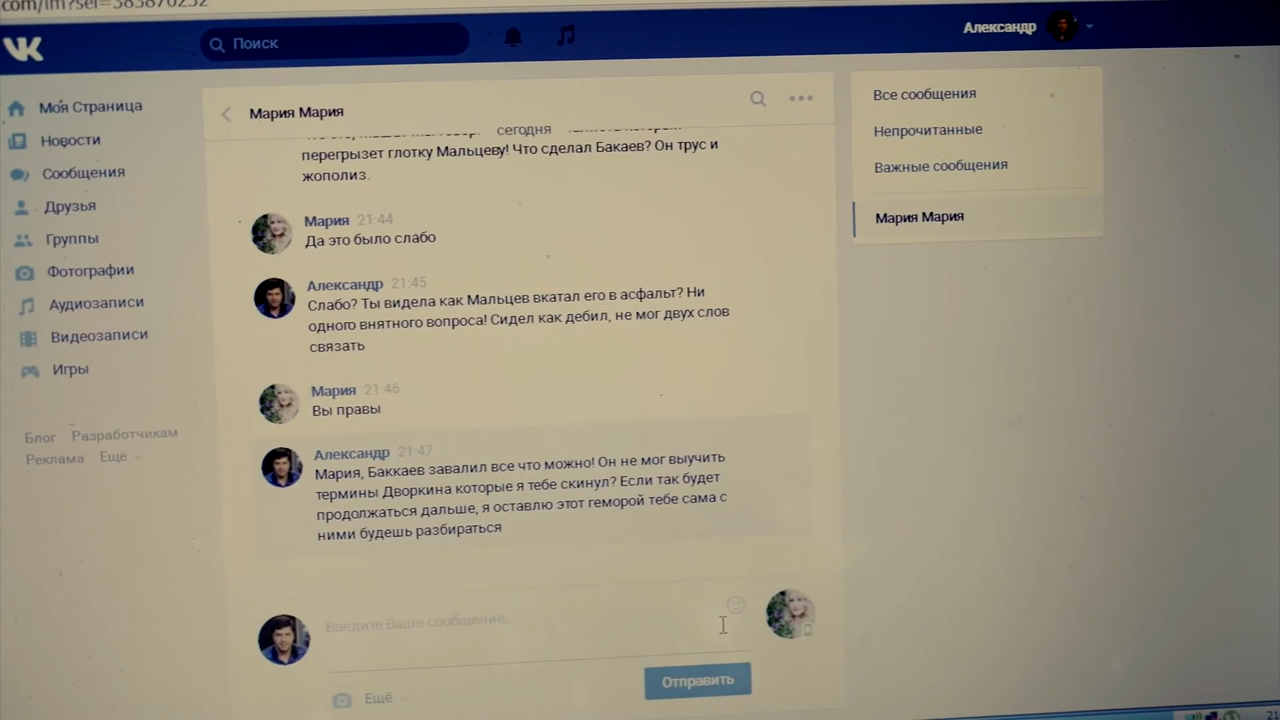 com/im?sel=383870252
Поиск
Александр
Моя Страница
Новости
Сообщения
Друзья
Группы
Фотографии
Аудиозаписи
Видеозаписи
Игры
Блог Разработчикам
Реклама Ещё
Мария Мария
сегодня
перегрызет глотку Мальцеву! Что сделал Бакаев? Он трус и
жополиз.
Мария 21:44
Да это было слабо
Александр 21:45
Слабо? Ты видела как Мальцев вкатал его в асфальт? Ни
одного внятного вопроса! Сидел как дебил, не мог двух слов
связать
Мария 21:46
Вы правы
Александр 21:47
Мария, Баккаев завалил все что можно! Он не мог выучить
термины Дворкина которые я тебе скинул? Если так будет
продолжаться дальше, я оставлю этот геморой тебе сама с
ними будешь разбираться
Введите Ваше сообщение...
Отправить
Ещё
Все сообщения
Непрочитанные
Важные сообщения
Мария Мария